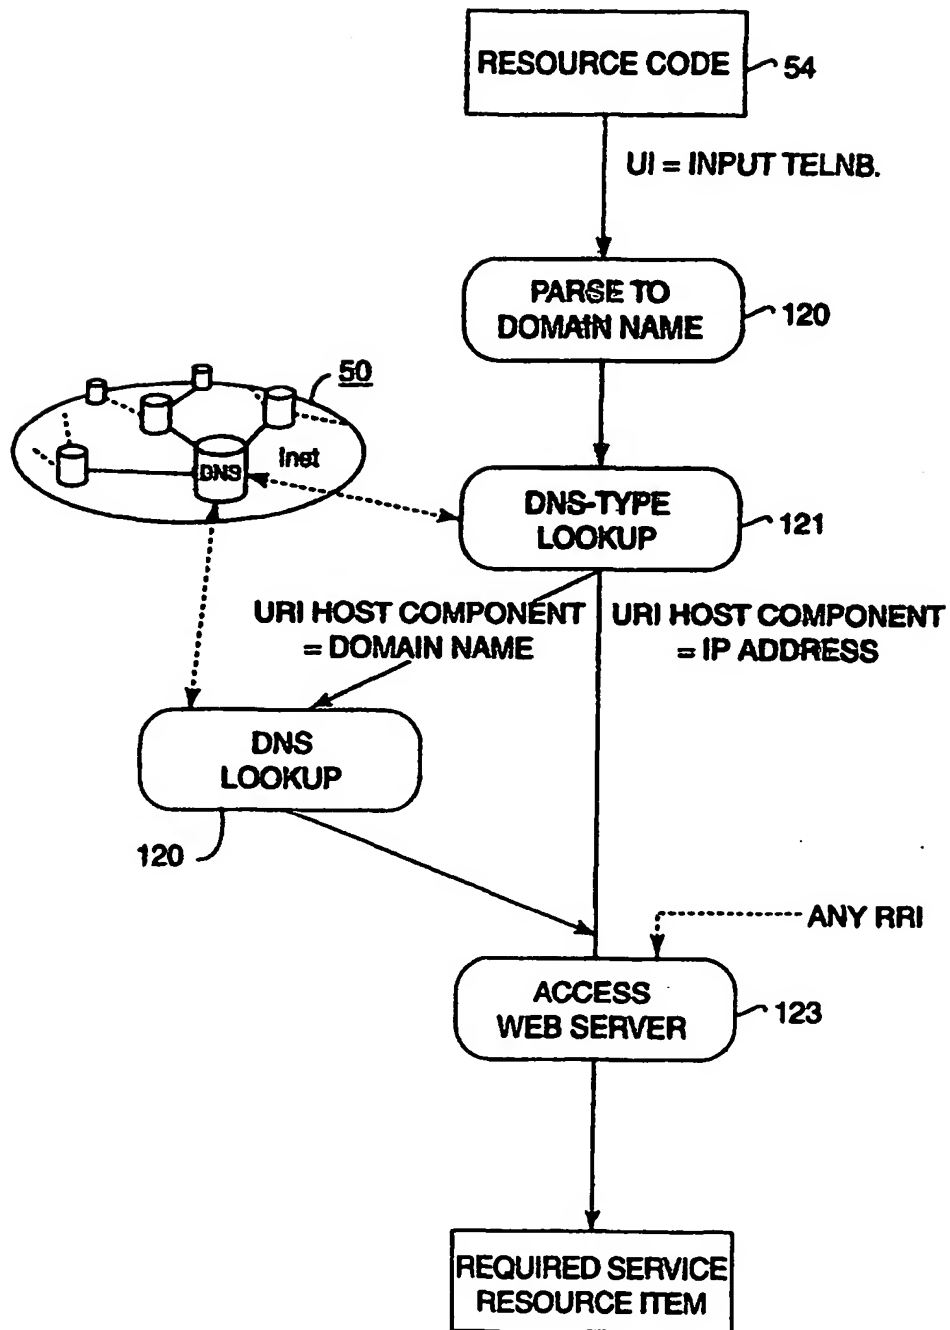 RESOURCE CODE
54
UI = INPUT TELNB.
PARSE TO
DOMAIN NAME
120
50
DNS
Inet
DNS-TYPE
LOOKUP
121
URI HOST COMPONENT
= DOMAIN NAME
URI HOST COMPONENT
= IP ADDRESS
DNS
LOOKUP
120
ANY RRI
ACCESS
WEB SERVER
123
REQUIRED SERVICE
RESOURCE ITEM